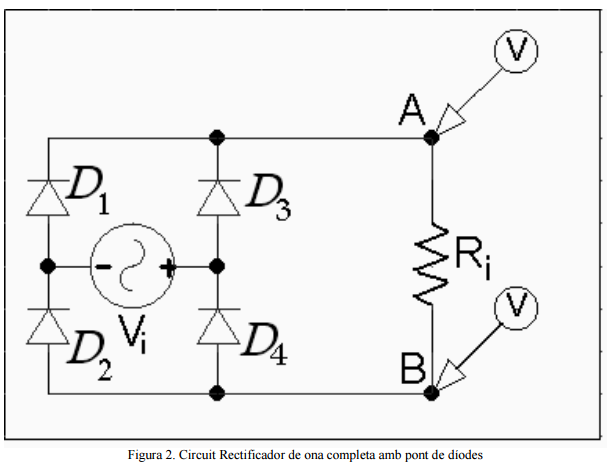 V
A
D1
D3
- +
Ri
Vi
V
D2
D4
B
Figura 2. Circuit Rectificador de ona completa amb pont de díodes